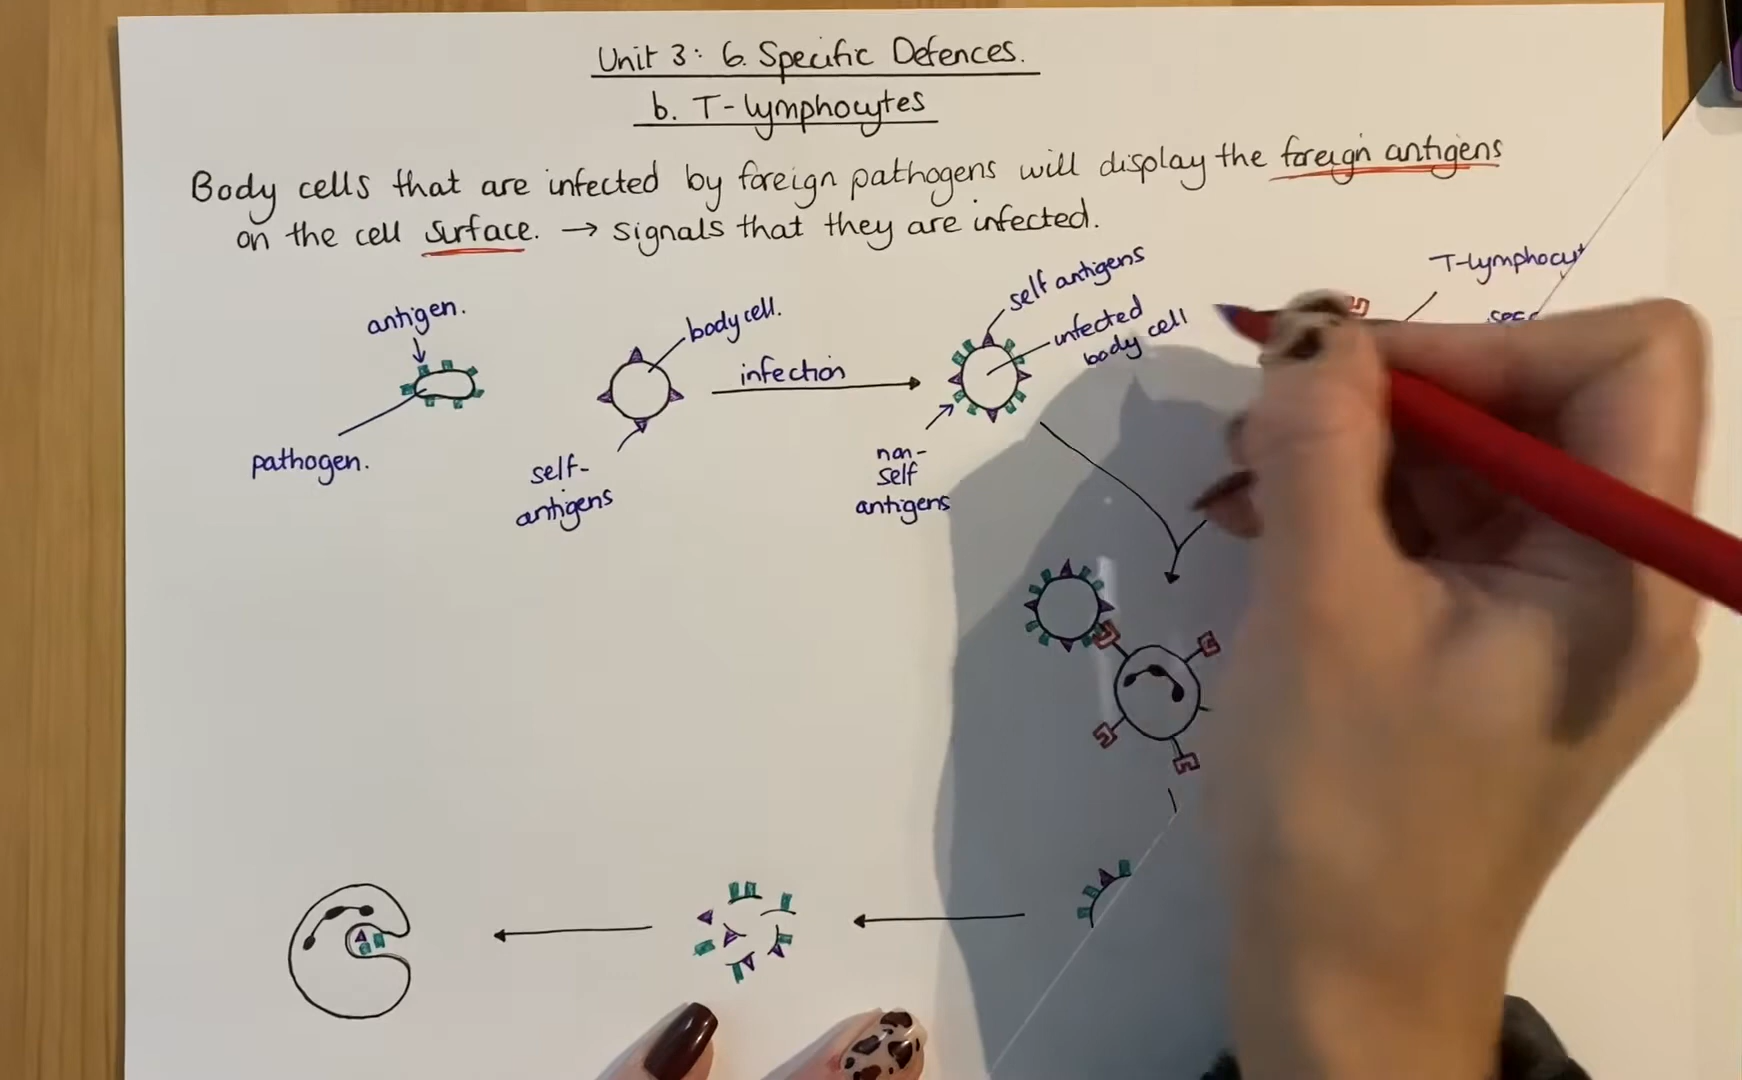 Unit 3: 6. Specific Defences.
b. T-lymphocytes
Body cells that are infected by foreign pathogens will display the foreign antigens
on the cell surface. → signals that they are infected.
antigen.
pathogen.
body cell.
self-
antigens
infection
self antigens
infected
body cell
non-
self
antigens